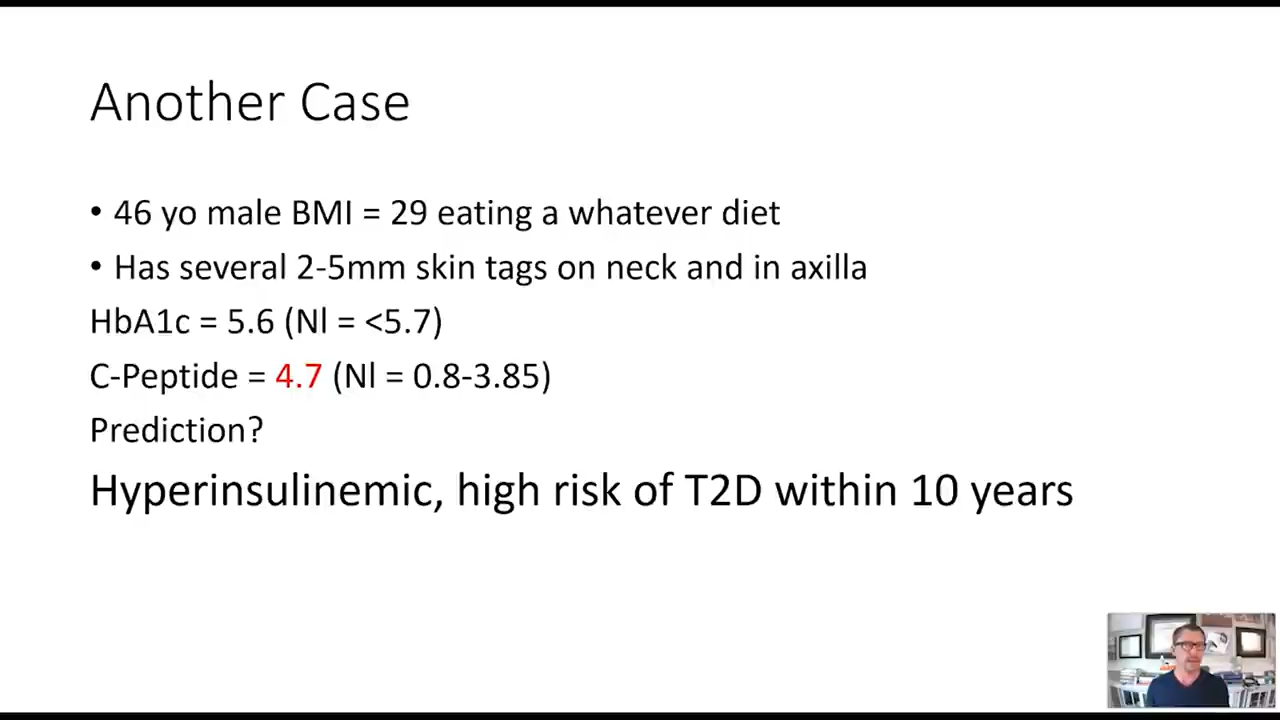 Another Case
• 46 yo male BMI = 29 eating a whatever diet
• Has several 2-5mm skin tags on neck and in axilla
HbA1c = 5.6 (Nl = <5.7)
C-Peptide = 4.7 (Nl = 0.8-3.85)
Prediction?
Hyperinsulinemic, high risk of T2D within 10 years